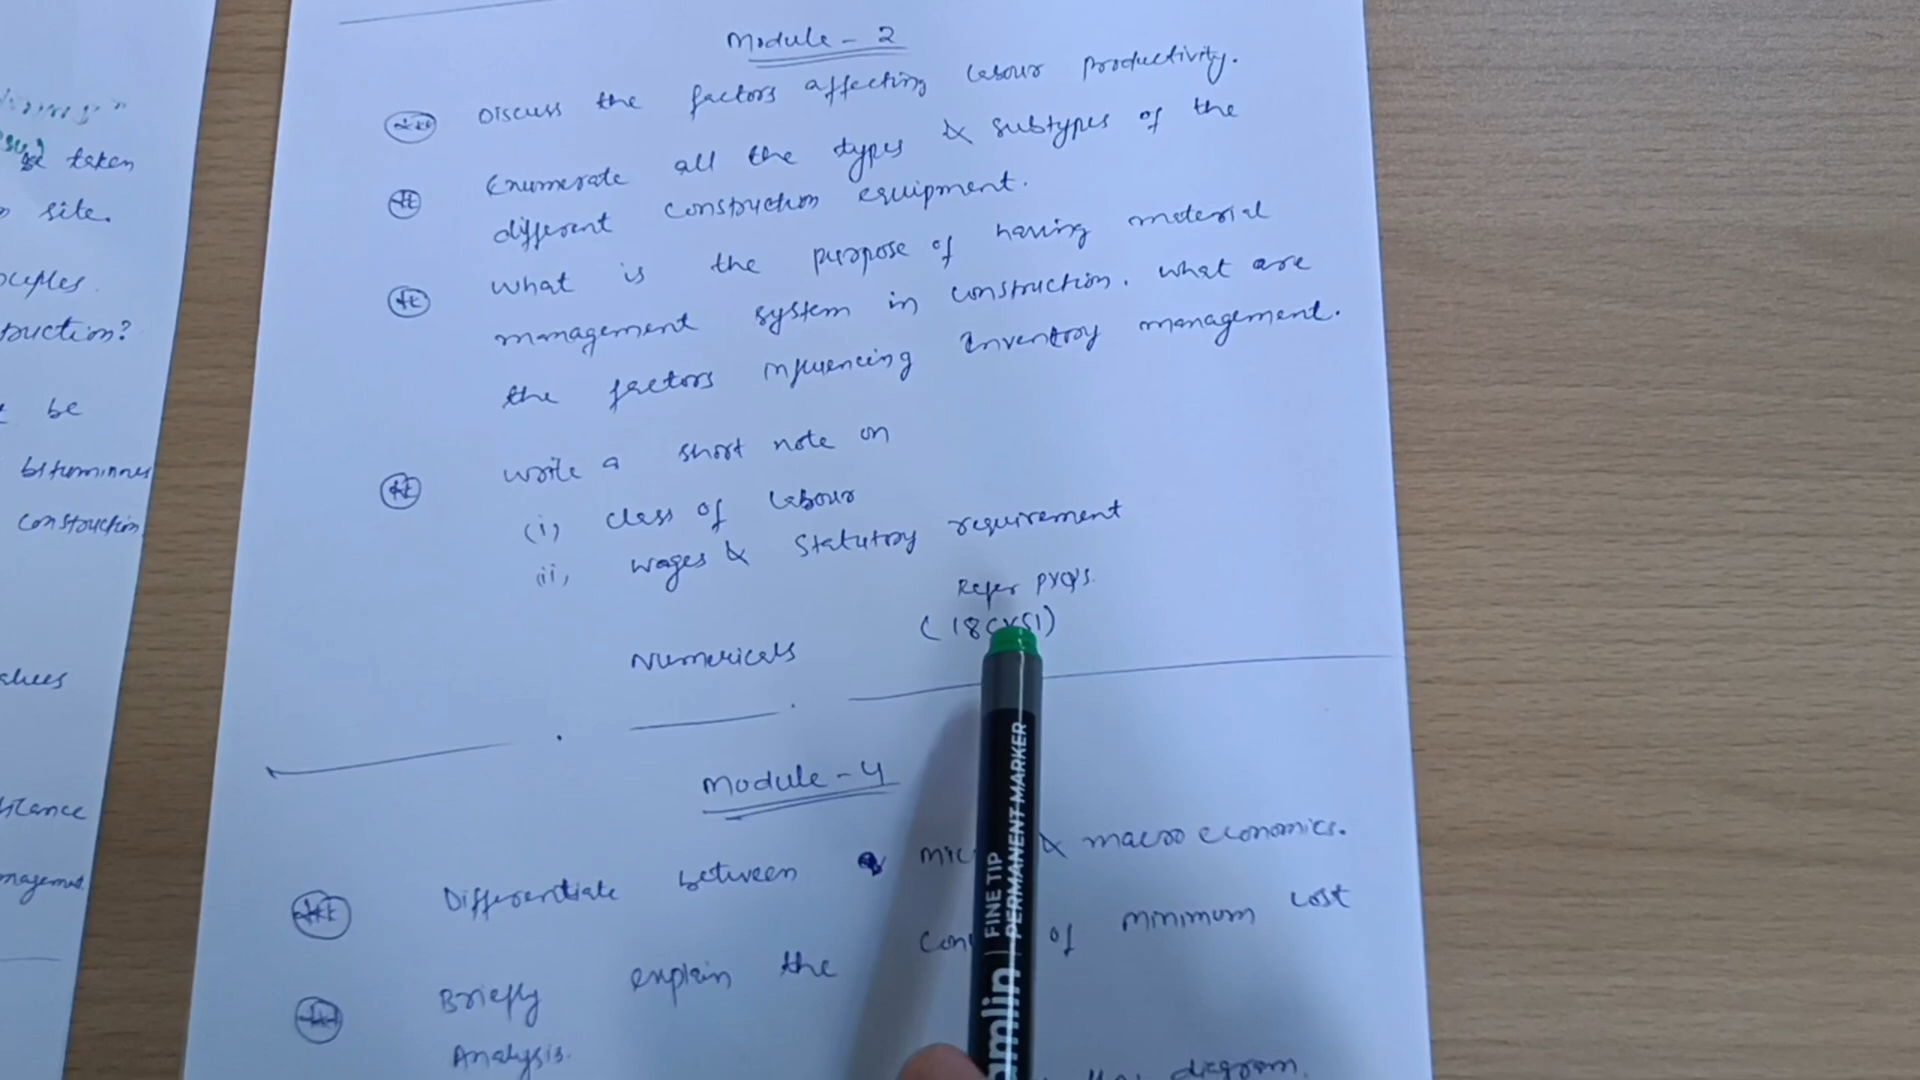 taken
site.
be
construction
Module - 2
Discuss the factors affecting labour productivity.
Enumerate all the types & subtypes of the
different construction equipment.
What is the purpose of having material
management system in construction. What are
the factors influencing Inventory management.
Write a short note on
(i) class of labour
(ii) wages & statutory requirement
Refer PYQ's.
(18CV51)
Numericals
Module - 4
Differentiate between & macro economics.
Briefly explain the of minimum cost
Analysis.
diagram.
FINE TIP
PERMANENT MARKER